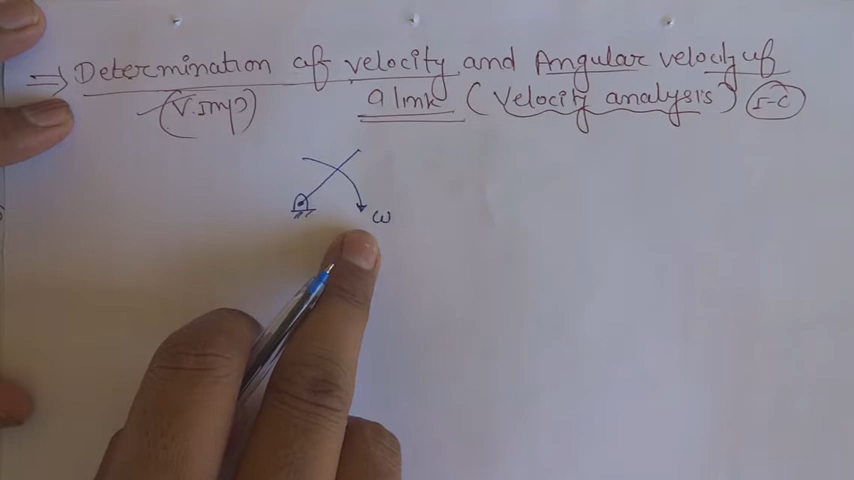 ⇒ Determination of velocity and Angular velocity of
(V.Imp) a link (Velocity analysis) I-C
ω